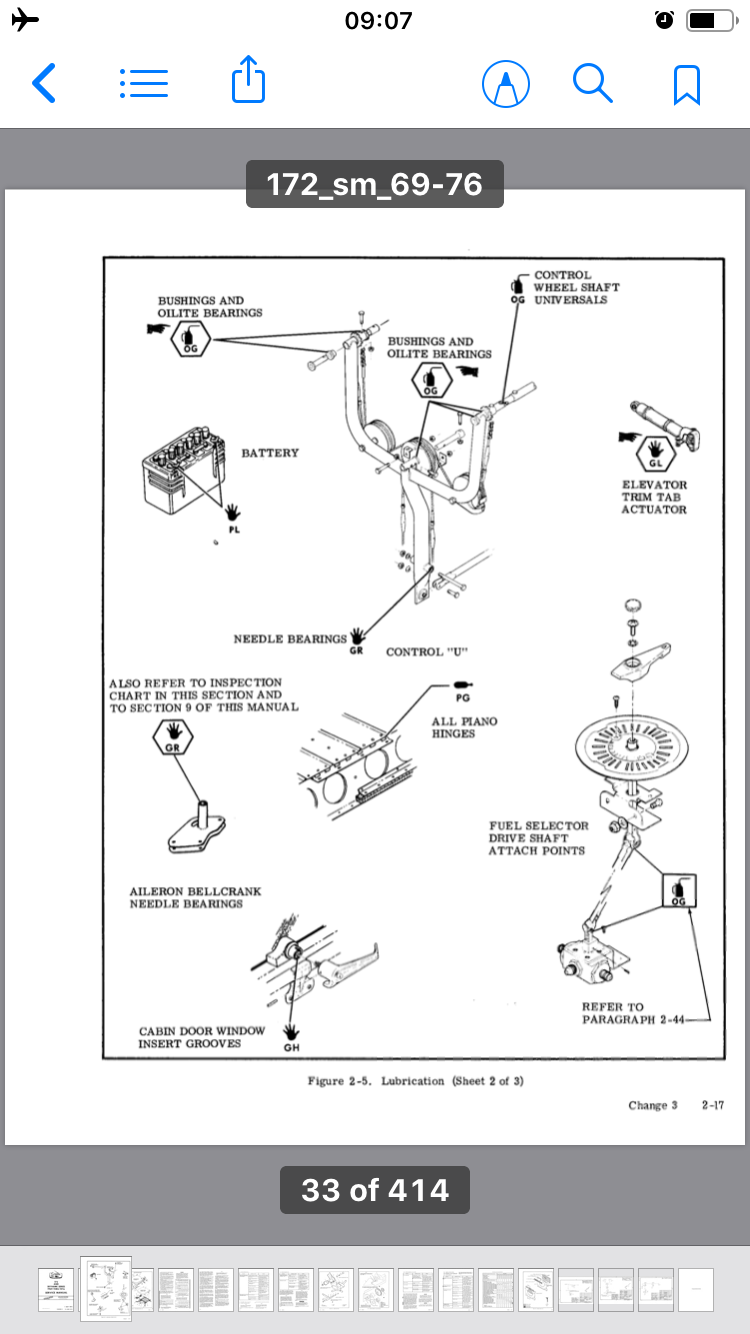 09:07
172_sm_69-76
CONTROL
WHEEL SHAFT
OG UNIVERSALS
BUSHINGS AND
OILITE BEARINGS
OG
BUSHINGS AND
OILITE BEARINGS
OG
BATTERY
PL
GL
ELEVATOR
TRIM TAB
ACTUATOR
NEEDLE BEARINGS
GR
CONTROL "U"
ALSO REFER TO INSPECTION
CHART IN THIS SECTION AND
TO SECTION 9 OF THIS MANUAL
GR
PG
ALL PIANO
HINGES
FUEL SELECTOR
DRIVE SHAFT
ATTACH POINTS
OG
AILERON BELLCRANK
NEEDLE BEARINGS
REFER TO
PARAGRAPH 2-44
CABIN DOOR WINDOW
INSERT GROOVES
GH
Figure 2-5. Lubrication (Sheet 2 of 3)
Change 3 2-17
33 of 414